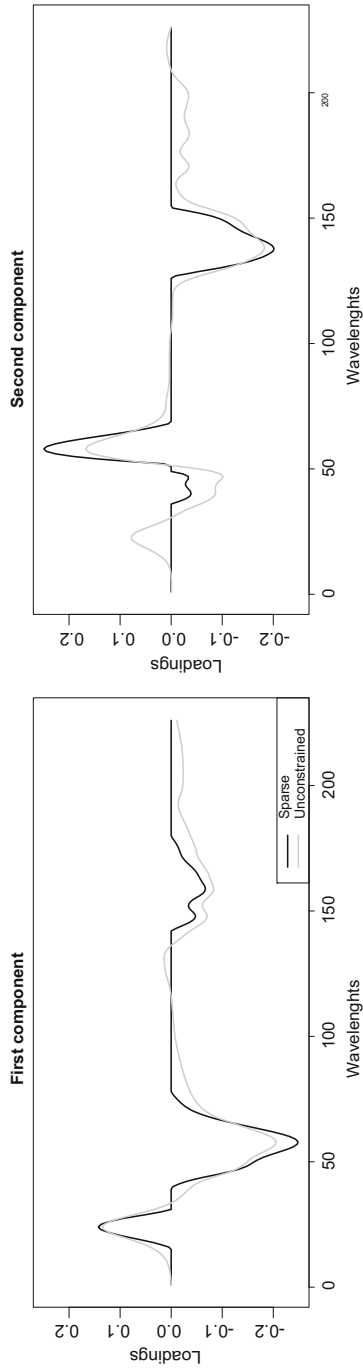 First component
Loadings
0.2
0.1
0.0
-0.1
-0.2
0 50 100 150 200
Wavelenghts
Sparse
Unconstrained
Second component
Loadings
0.2
0.1
0.0
-0.1
-0.2
0 50 100 150 200
Wavelenghts